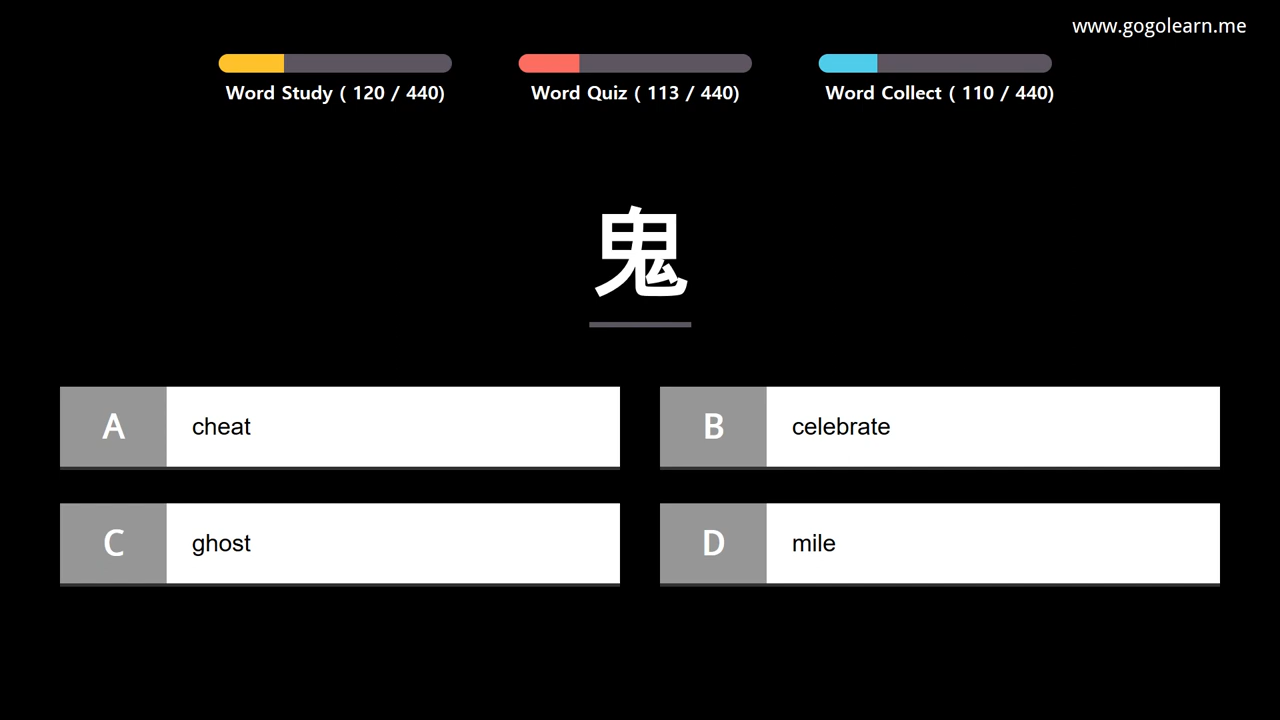 www.gogolearn.me
Word Study ( 120 / 440)
Word Quiz ( 113 / 440)
Word Collect ( 110 / 440)
鬼
A cheat
B celebrate
C ghost
D mile